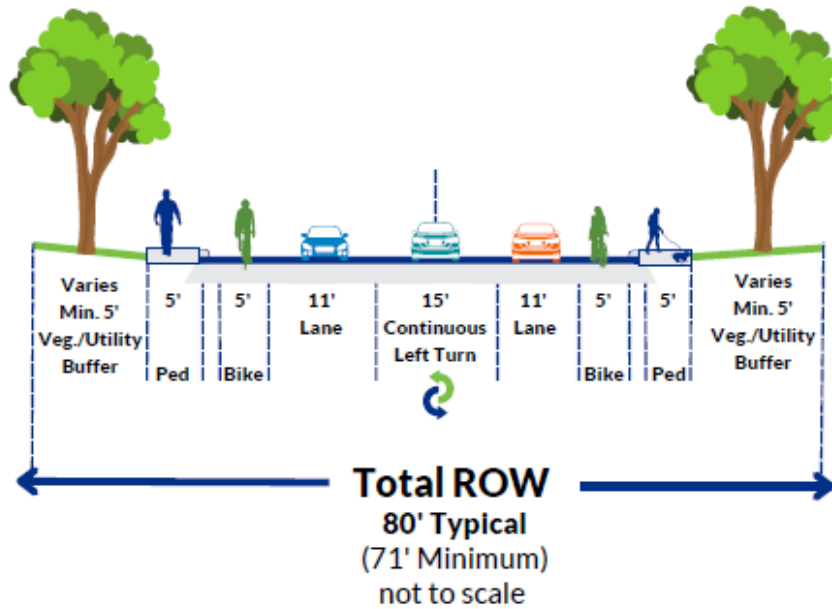 Varies
Min. 5'
Veg./Utility
Buffer
5'
Ped
5'
Bike
11'
Lane
15'
Continuous
Left Turn
11'
Lane
5'
Bike
5'
Ped
Varies
Min. 5'
Veg./Utility
Buffer
Total ROW
80' Typical
(71' Minimum)
not to scale